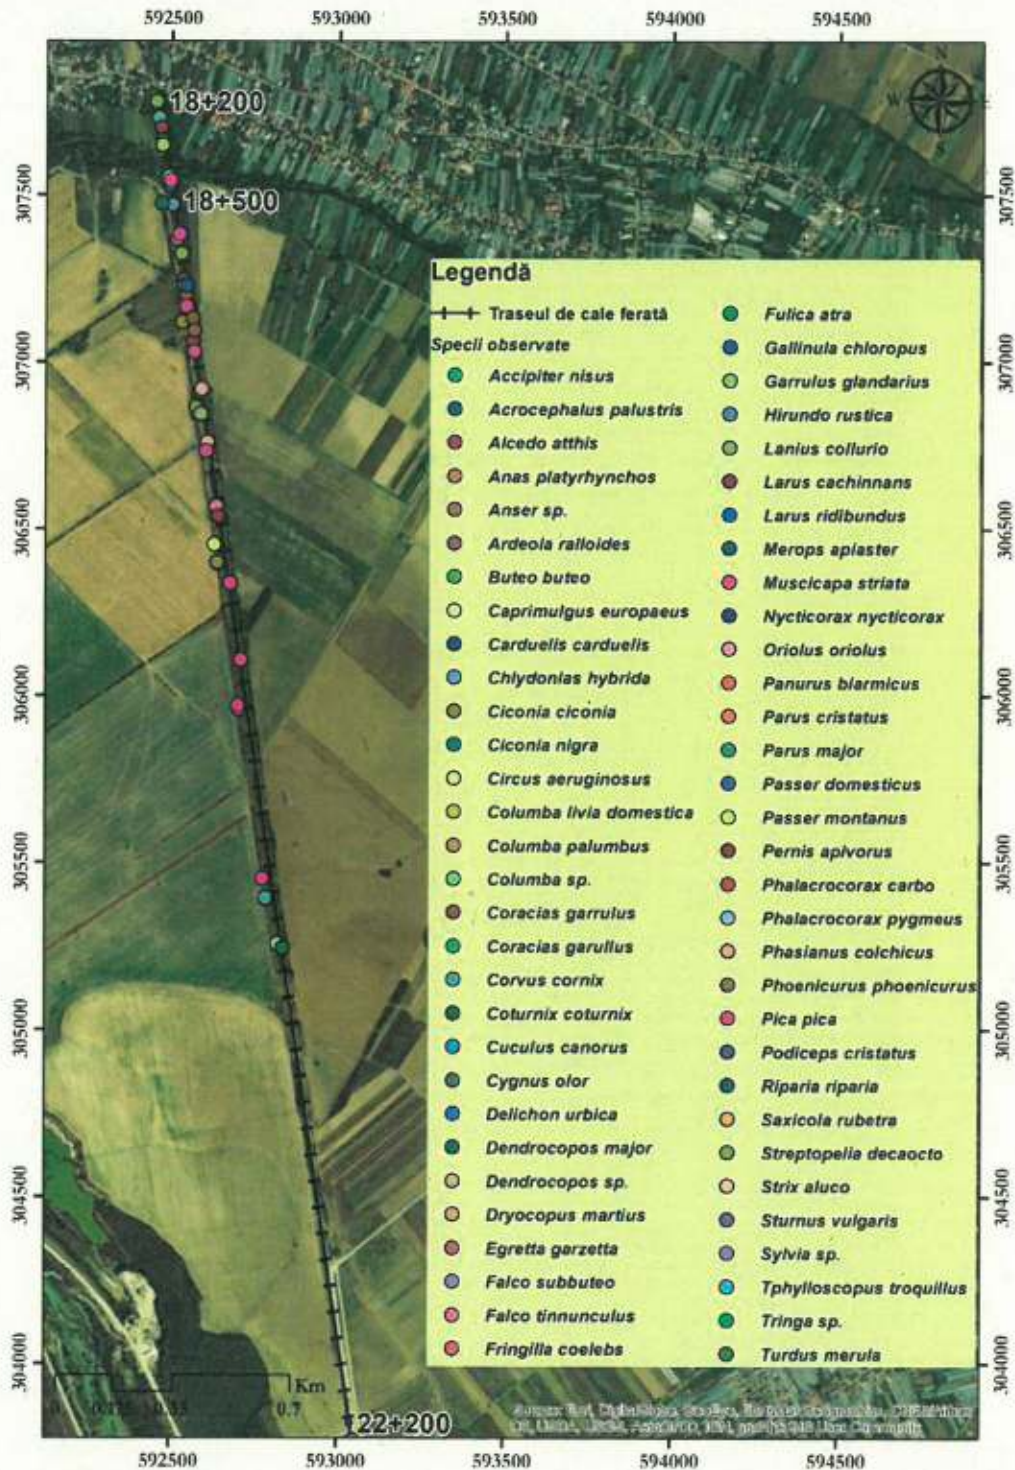 592500 593000 593500 594000 594500
18+200
18+500
307500
307000
306500
306000
305500
305000
304500
304000
307500
307000
306500
306000
305500
305000
304500
304000
Legendă
Traseul de cale ferată
Specii observate
Accipiter nisus
Acrocephalus palustris
Alcedo atthis
Anas platyrhynchos
Anser sp.
Ardeola ralloides
Buteo buteo
Caprimulgus europaeus
Carduelis carduelis
Chlydonias hybrida
Ciconia ciconia
Ciconia nigra
Circus aeruginosus
Columba livia domestica
Columba palumbus
Columba sp.
Coracias garrulus
Coracias garullus
Corvus cornix
Coturnix coturnix
Cuculus canorus
Cygnus olor
Delichon urbica
Dendrocopos major
Dendrocopos sp.
Dryocopus martius
Egretta garzetta
Falco subbuteo
Falco tinnunculus
Fringilla coelebs
Fulica atra
Gallinula chloropus
Garrulus glandarius
Hirundo rustica
Lanius collurio
Larus cachinnans
Larus ridibundus
Merops apiaster
Muscicapa striata
Nycticorax nycticorax
Oriolus oriolus
Panurus biarmicus
Parus cristatus
Parus major
Passer domesticus
Passer montanus
Pernis apivorus
Phalacrocorax carbo
Phalacrocorax pygmeus
Phasianus colchicus
Phoenicurus phoenicurus
Pica pica
Podiceps cristatus
Riparia riparia
Saxicola rubetra
Streptopelia decaocto
Strix aluco
Sturnus vulgaris
Sylvia sp.
Tphylloscopus troquillus
Tringa sp.
Turdus merula
Km
0.7
22+200
592500 593000 593500 594000 594500